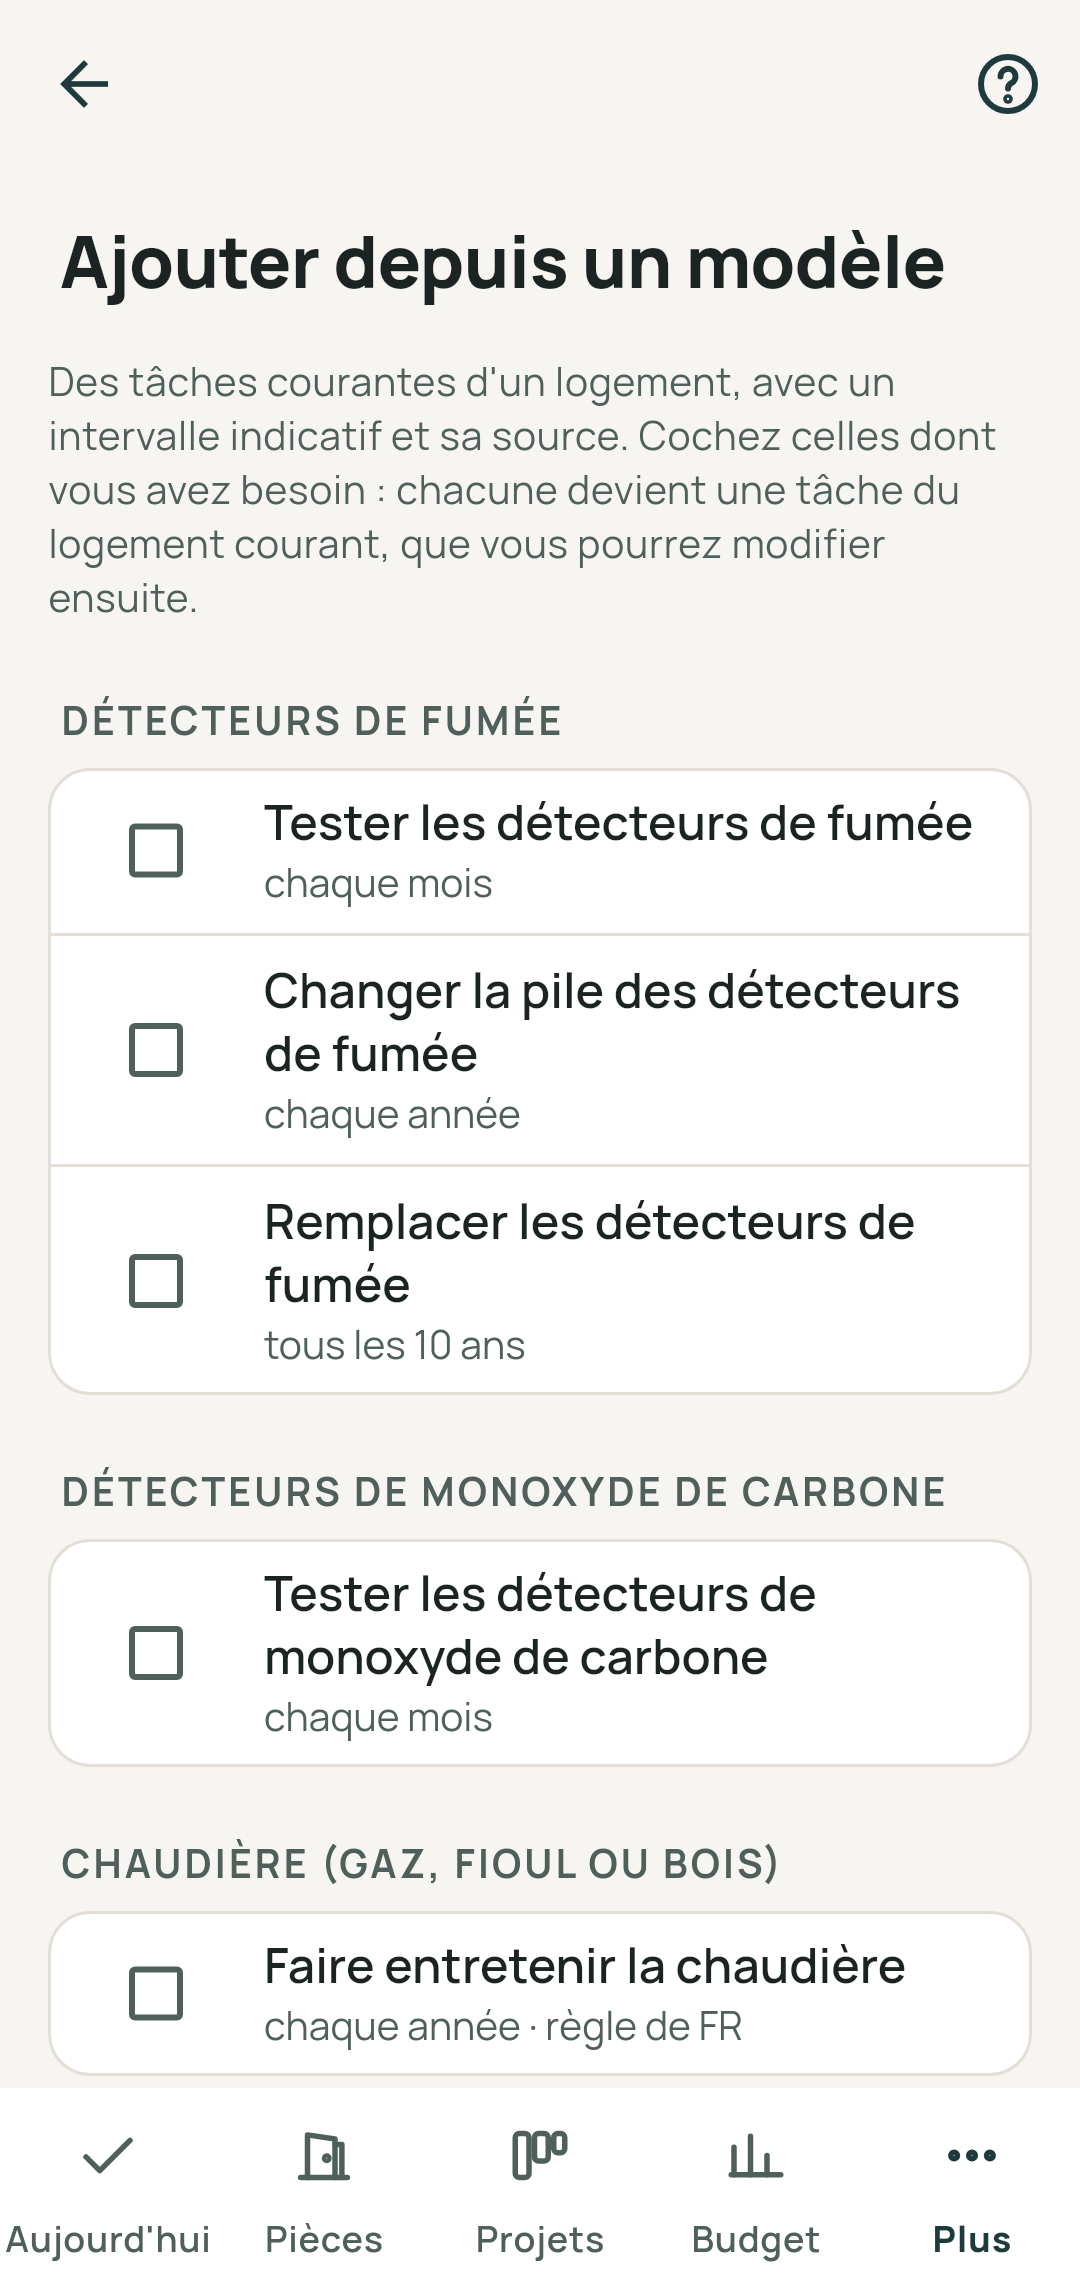 Ajouter depuis un modèle
Des tâches courantes d'un logement, avec un
intervalle indicatif et sa source. Cochez celles dont
vous avez besoin : chacune devient une tâche du
logement courant, que vous pourrez modifier
ensuite.
DÉTECTEURS DE FUMÉE
Tester les détecteurs de fumée
chaque mois
Changer la pile des détecteurs
de fumée
chaque année
Remplacer les détecteurs de
fumée
tous les 10 ans
DÉTECTEURS DE MONOXYDE DE CARBONE
Tester les détecteurs de
monoxyde de carbone
chaque mois
CHAUDIÈRE (GAZ, FIOUL OU BOIS)
Faire entretenir la chaudière
chaque année · règle de FR
Aujourd'hui Pièces Projets Budget Plus